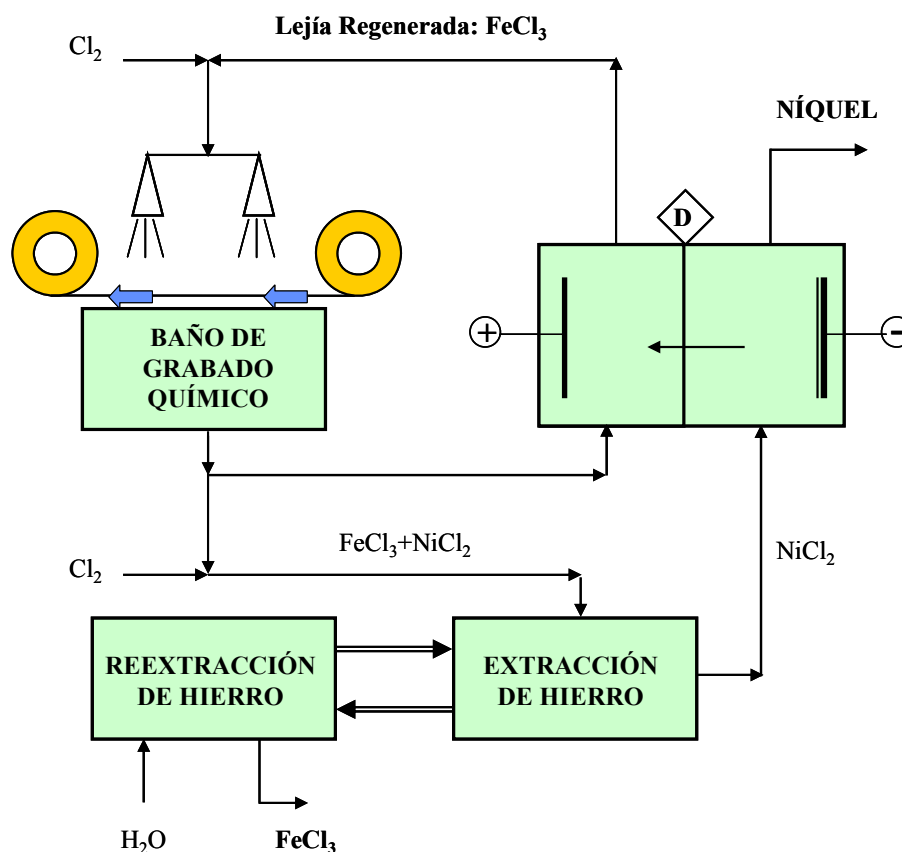 Lejía Regenerada: FeCl₃
Cl₂
NÍQUEL
D
+
-
BAÑO DE
GRABADO
QUÍMICO
FeCl₃+NiCl₂
NiCl₂
Cl₂
REEXTRACCIÓN
DE HIERRO
EXTRACCIÓN
DE HIERRO
H₂O
FeCl₃